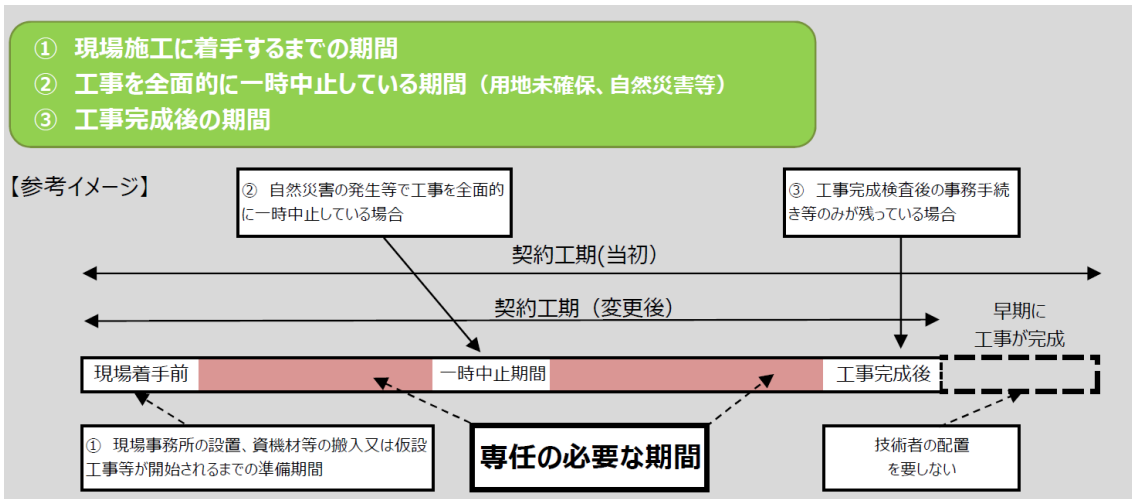 ① 現場施工に着手するまでの期間
② 工事を全面的に一時中止している期間（用地未確保、自然災害等）
③ 工事完成後の期間
【参考イメージ】
② 自然災害の発生等で工事を全面的
に一時中止している場合
③ 工事完成検査後の事務手続
き等のみが残っている場合
契約工期(当初）
契約工期（変更後）
早期に
工事が完成
現場着手前
一時中止期間
工事完成後
① 現場事務所の設置、資機材等の搬入又は仮設
工事等が開始されるまでの準備期間
専任の必要な期間
技術者の配置
を要しない